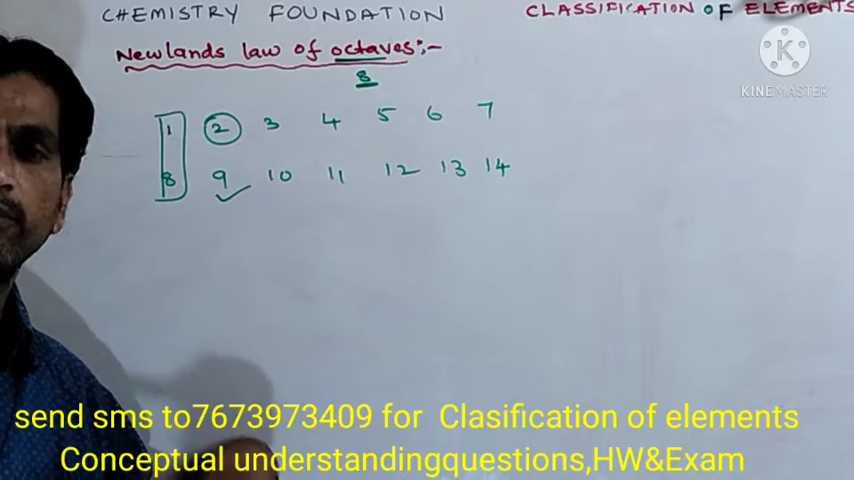 CHEMISTRY FOUNDATION
CLASSIFICATION OF ELEMENTS
Newlands law of octaves:-
8
KINEMASTER
1 2 3 4 5 6 7
8 9 10 11 12 13 14
send sms to7673973409 for Clasification of elements
Conceptual understandingquestions,HW&Exam